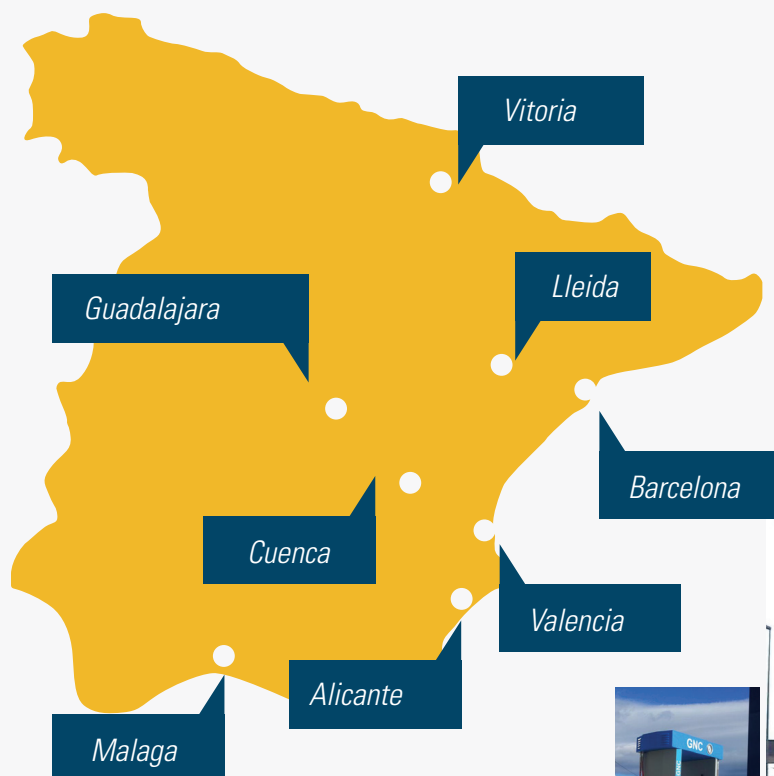 Vitoria
Lleida
Guadalajara
Barcelona
Cuenca
Valencia
Alicante
Malaga
GNC